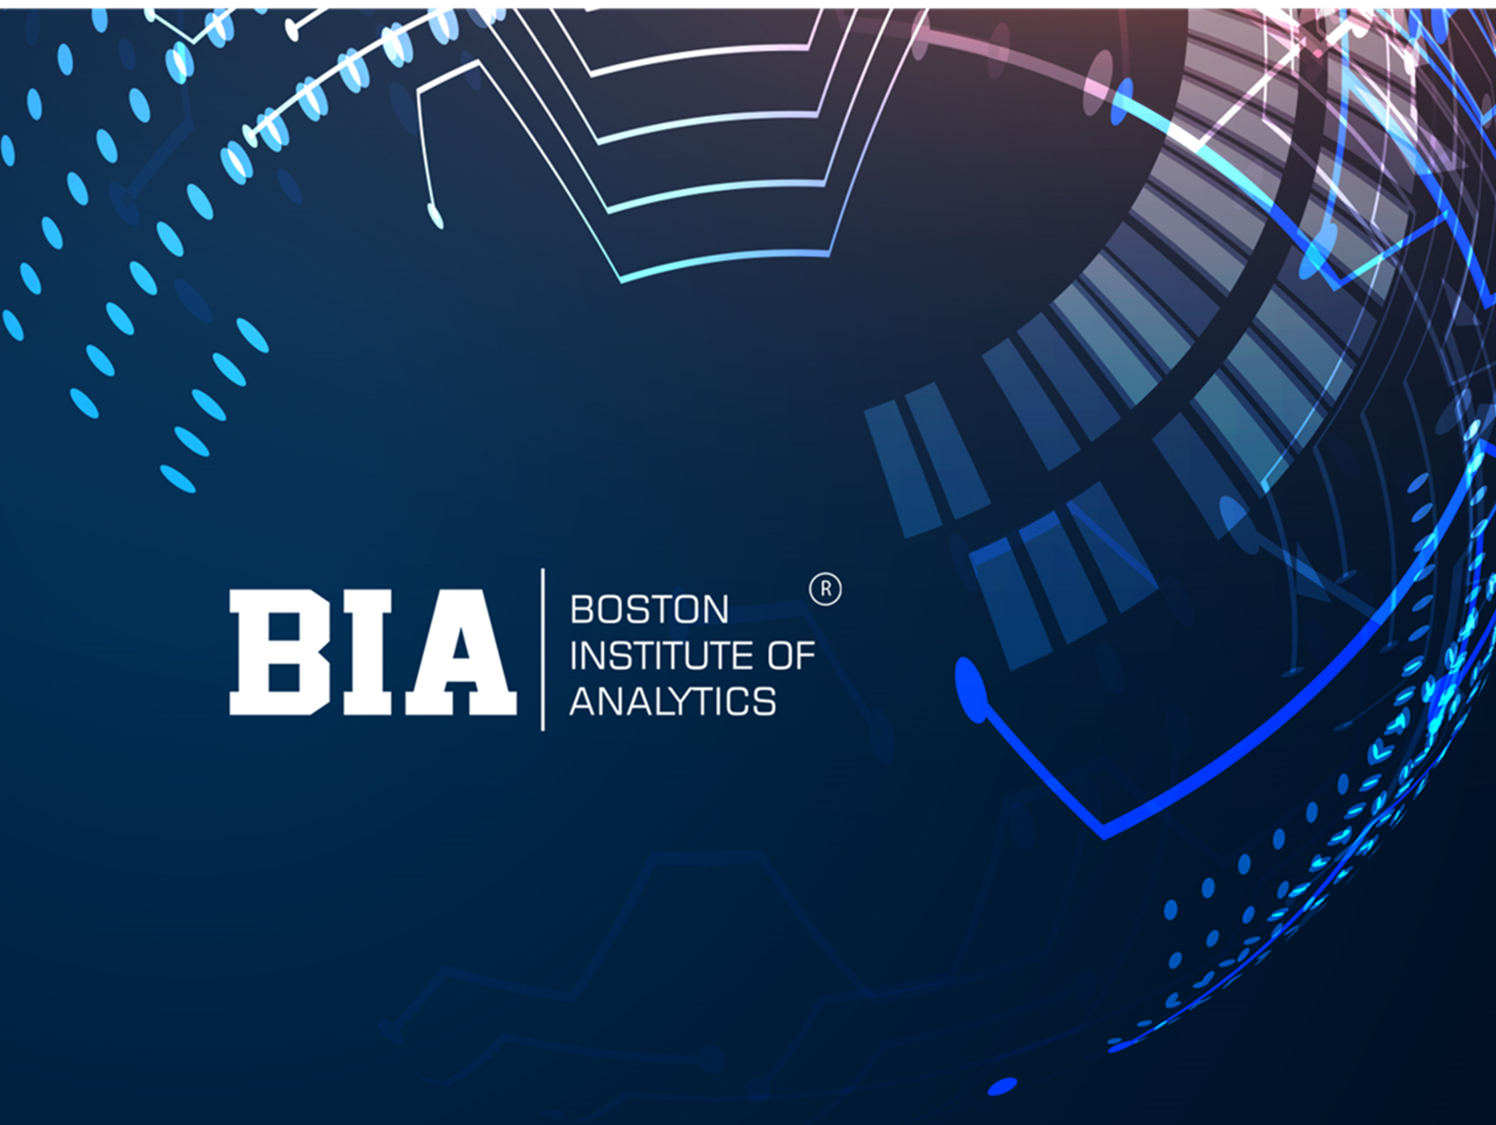 BIA
BOSTON
INSTITUTE OF
ANALYTICS
®